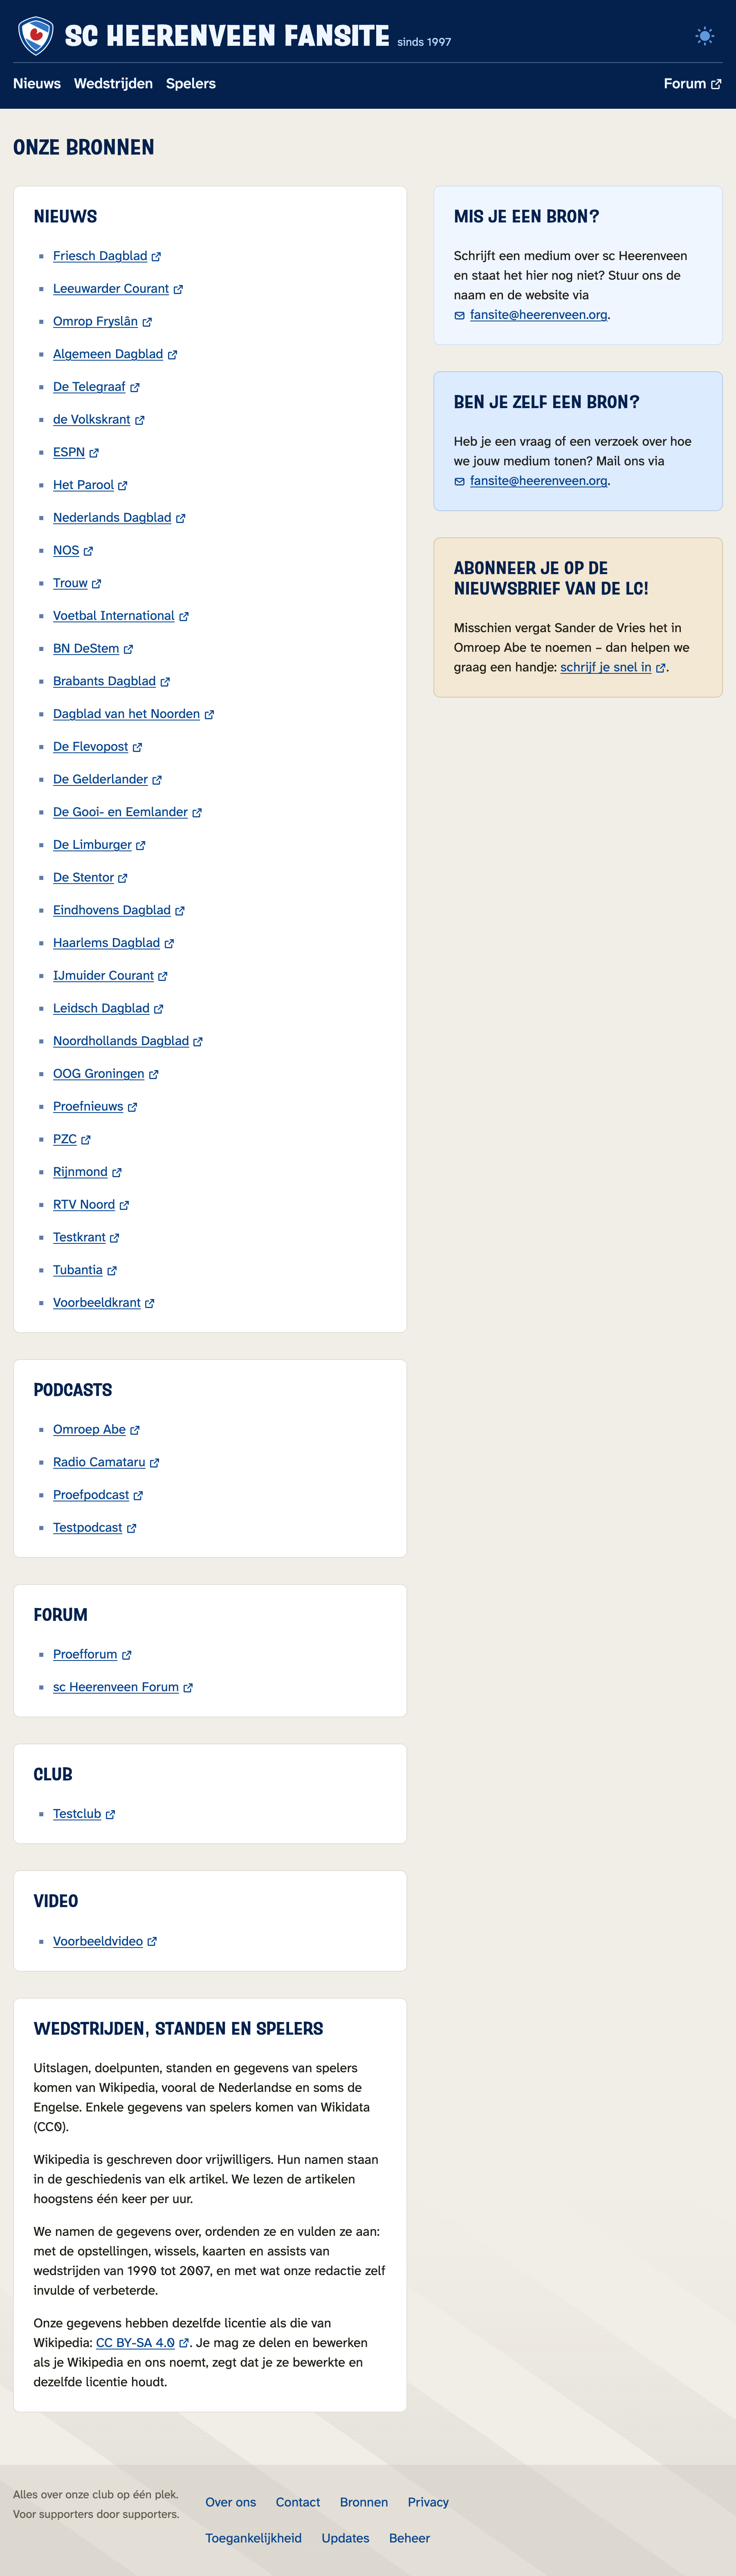 SC HEERENVEEN FANSITE sinds 1997
Nieuws Wedstrijden Spelers Forum
ONZE BRONNEN
NIEUWS
Friesch Dagblad
Leeuwarder Courant
Omrop Fryslân
Algemeen Dagblad
De Telegraaf
de Volkskrant
ESPN
Het Parool
Nederlands Dagblad
NOS
Trouw
Voetbal International
BN DeStem
Brabants Dagblad
Dagblad van het Noorden
De Flevopost
De Gelderlander
De Gooi- en Eemlander
De Limburger
De Stentor
Eindhovens Dagblad
Haarlems Dagblad
IJmuider Courant
Leidsch Dagblad
Noordhollands Dagblad
OOG Groningen
Proefnieuws
PZC
Rijnmond
RTV Noord
Testkrant
Tubantia
Voorbeeldkrant
PODCASTS
Omroep Abe
Radio Camataru
Proefpodcast
Testpodcast
FORUM
Proefforum
sc Heerenveen Forum
CLUB
Testclub
VIDEO
Voorbeeldvideo
WEDSTRIJDEN, STANDEN EN SPELERS
Uitslagen, doelpunten, standen en gegevens van spelers
komen van Wikipedia, vooral de Nederlandse en soms de
Engelse. Enkele gegevens van spelers komen van Wikidata
(CC0).
Wikipedia is geschreven door vrijwilligers. Hun namen staan
in de geschiedenis van elk artikel. We lezen de artikelen
hoogstens één keer per uur.
We namen de gegevens over, ordenden ze en vulden ze aan:
met de opstellingen, wissels, kaarten en assists van
wedstrijden van 1990 tot 2007, en met wat onze redactie zelf
invulde of verbeterde.
Onze gegevens hebben dezelfde licentie als die van
Wikipedia: CC BY-SA 4.0. Je mag ze delen en bewerken
als je Wikipedia en ons noemt, zegt dat je ze bewerkte en
dezelfde licentie houdt.
MIS JE EEN BRON?
Schrijft een medium over sc Heerenveen
en staat het hier nog niet? Stuur ons de
naam en de website via
fansite@heerenveen.org.
BEN JE ZELF EEN BRON?
Heb je een vraag of een verzoek over hoe
we jouw medium tonen? Mail ons via
fansite@heerenveen.org.
ABONNEER JE OP DE
NIEUWSBRIEF VAN DE LC!
Misschien vergat Sander de Vries het in
Omroep Abe te noemen – dan helpen we
graag een handje: schrijf je snel in.
Alles over onze club op één plek.
Voor supporters door supporters.
Over ons Contact Bronnen Privacy
Toegankelijkheid Updates Beheer